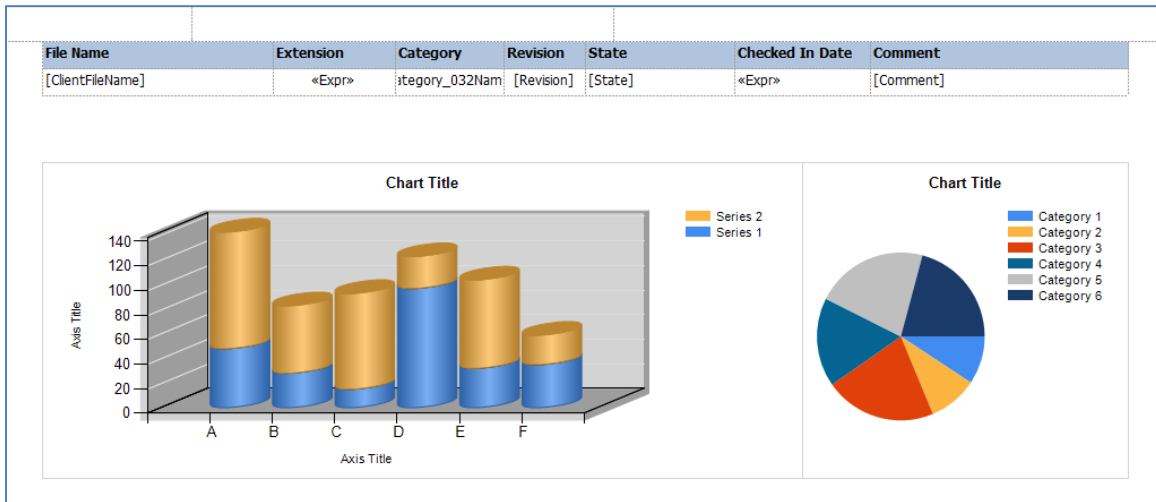 File Name Extension Category Revision State Checked In Date Comment
[ClientFileName] «Expr» ategory_032Nam [Revision] [State] «Expr» [Comment]
Chart Title
Series 2
Series 1
140
120
100
80
60
40
20
0
Axis Title
A B C D E F
Axis Title
Chart Title
Category 1
Category 2
Category 3
Category 4
Category 5
Category 6